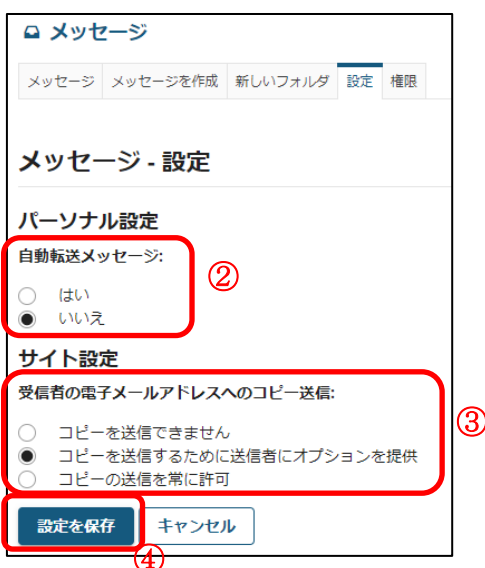 メッセージ
メッセージ メッセージを作成 新しいフォルダ 設定 権限
メッセージ - 設定
パーソナル設定
自動転送メッセージ:
②
はい
いいえ
サイト設定
受信者の電子メールアドレスへのコピー送信:
③
コピーを送信できません
コピーを送信するために送信者にオプションを提供
コピーの送信を常に許可
設定を保存 キャンセル
④